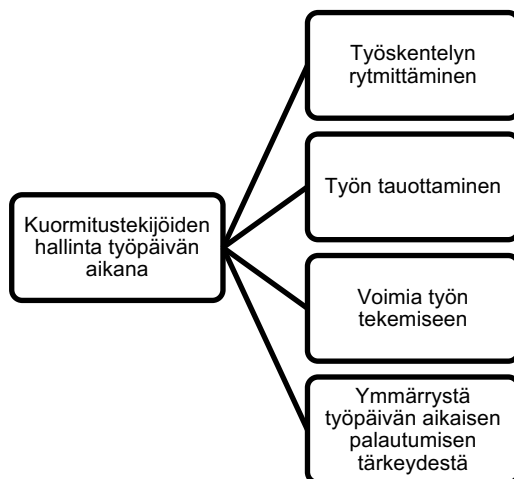 Työskentelyn
rytmittäminen
Työn tauottaminen
Kuormitustekijöiden
hallinta työpäivän
aikana
Voimia työn
tekemiseen
Ymmärrystä
työpäivän aikaisen
palautumisen
tärkeydestä